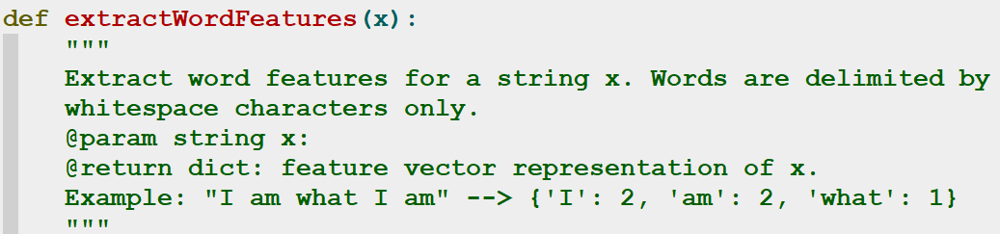 def extractWordFeatures(x):
    """
    Extract word features for a string x. Words are delimited by
    whitespace characters only.
    @param string x:
    @return dict: feature vector representation of x.
    Example: "I am what I am" --> {'I': 2, 'am': 2, 'what': 1}
    """